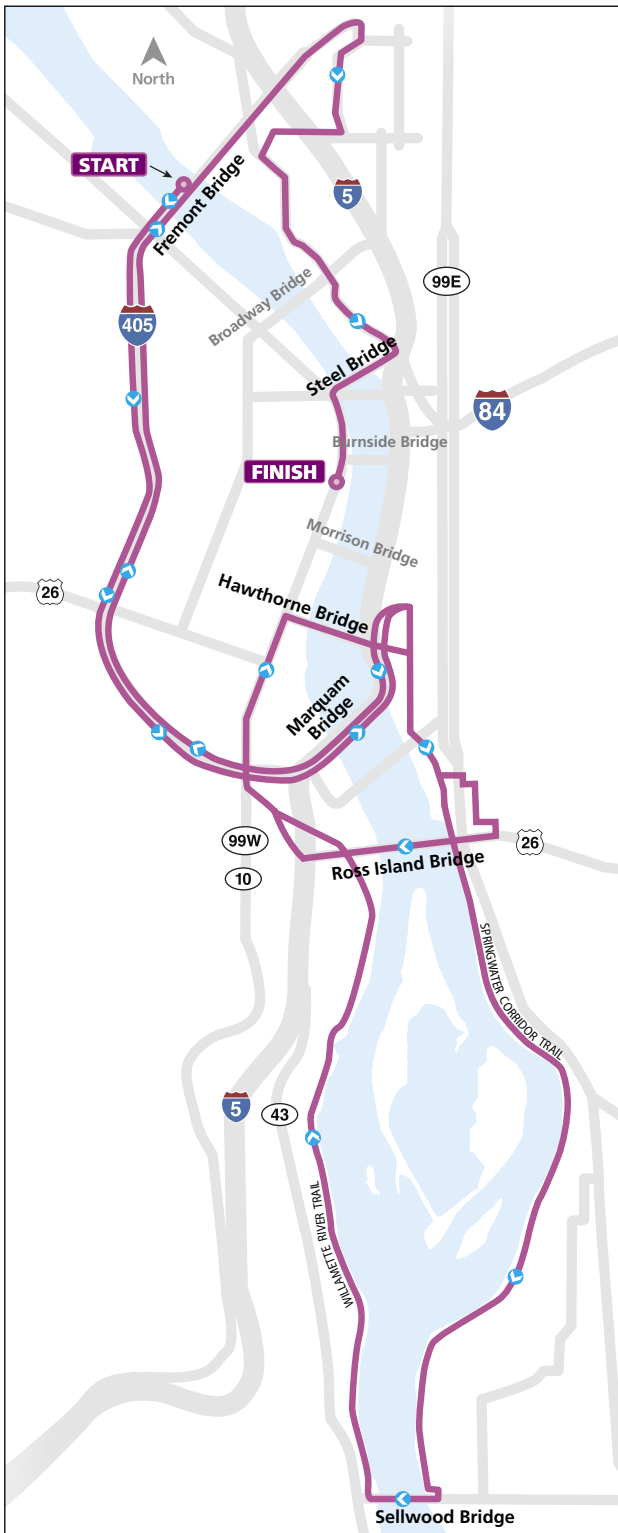 North
START
Fremont Bridge
5
99E
Broadway Bridge
405
Steel Bridge
84
Burnside Bridge
FINISH
Morrison Bridge
26
Hawthorne Bridge
Marquam
Bridge
99W
26
Ross Island Bridge
10
SPRINGWATER CORRIDOR TRAIL
5
43
WILLAMETTE RIVER TRAIL
Sellwood Bridge